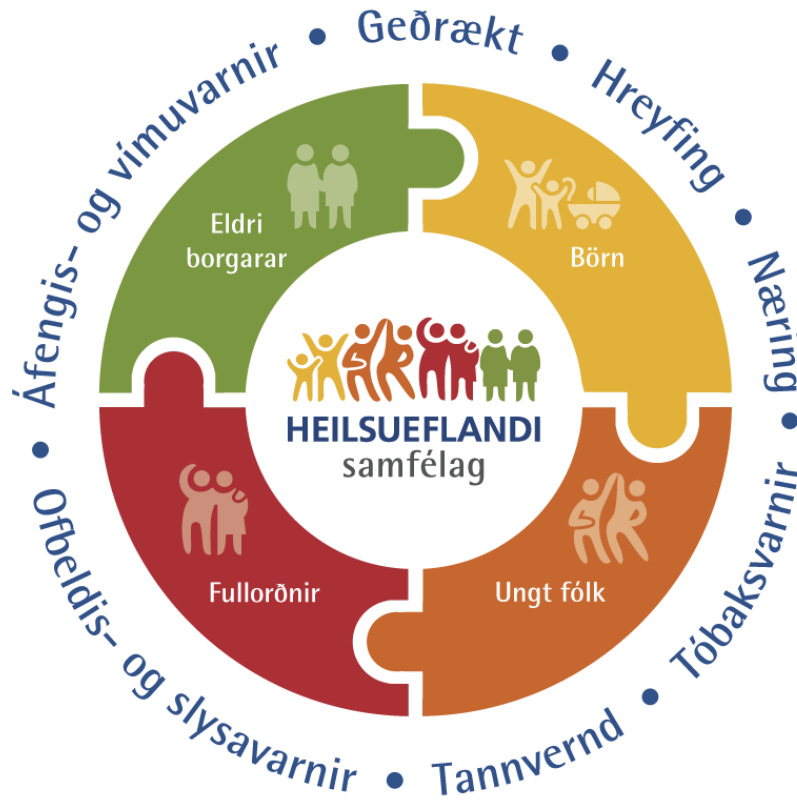 Geðrækt
Hreyfing
Næring
Tóbaksvarnir
Tannvernd
Ofbeldis- og slysavarnir
Áfengis- og vímuvarnir
Eldri
borgarar
Börn
HEILSUEFLANDI
samfélag
Fullorðnir
Ungt fólk